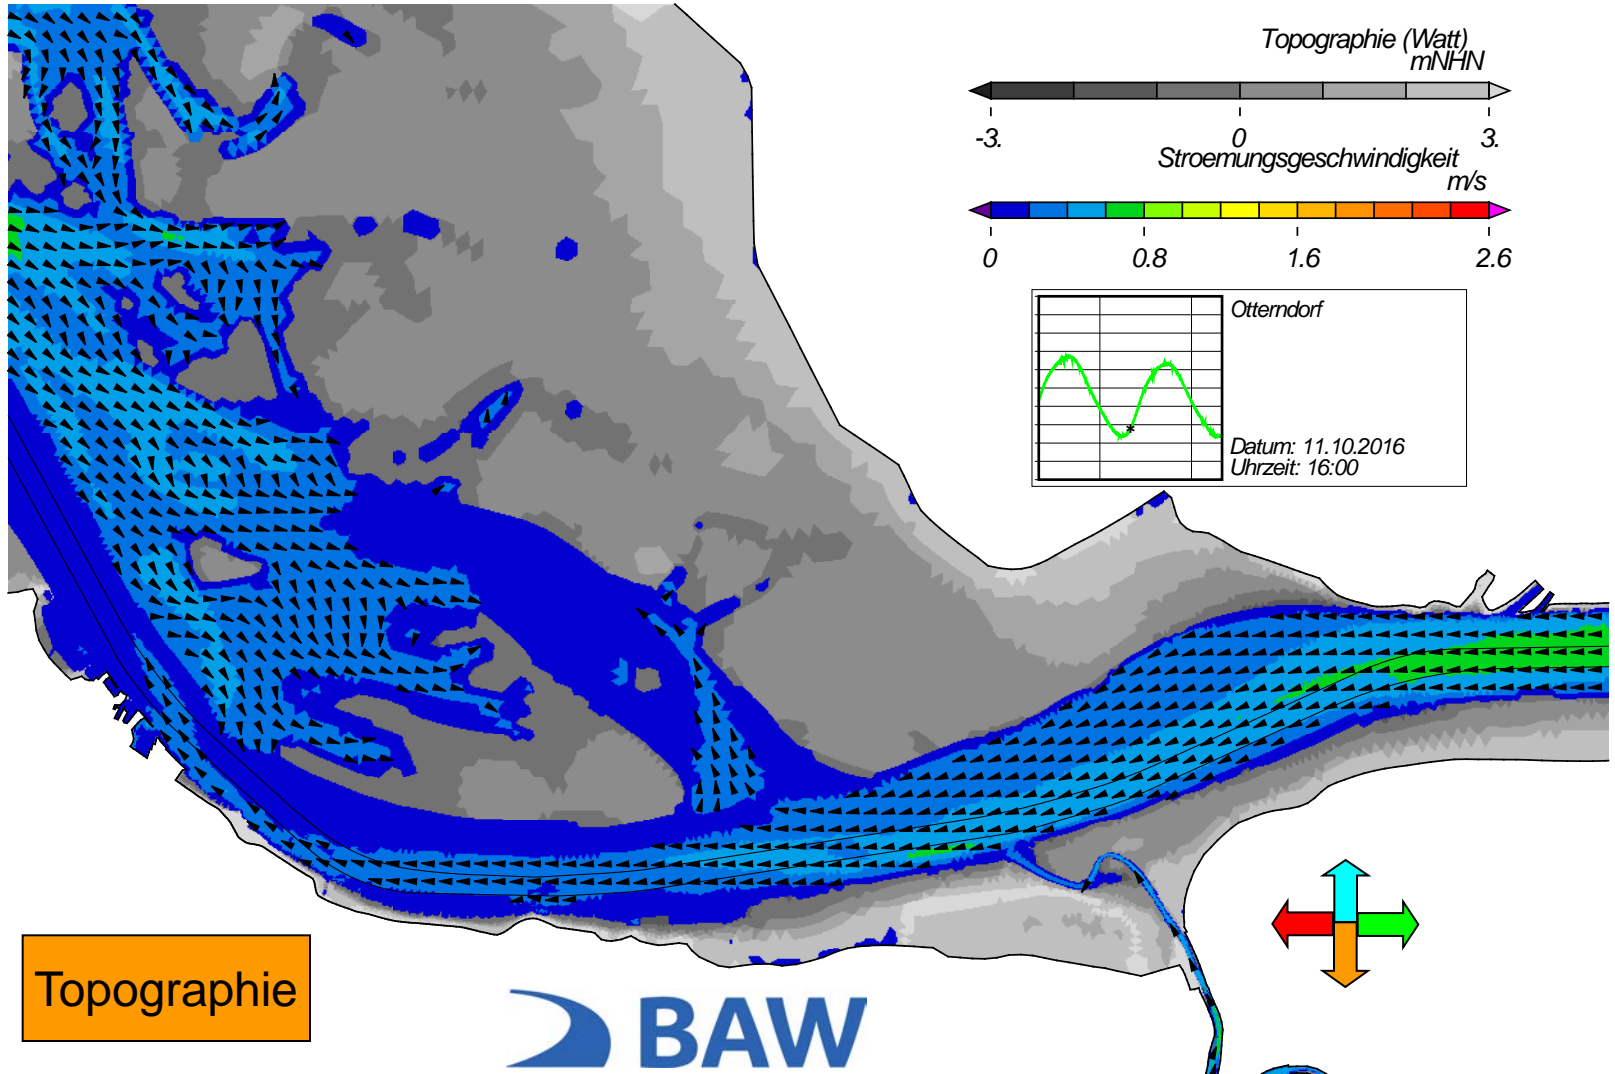 Topographie (Watt)
mNHN
-3. 0 3.
Stroemungsgeschwindigkeit
m/s
0 0.8 1.6 2.6
Otterndorf
Datum: 11.10.2016
Uhrzeit: 16:00
Topographie
BAW